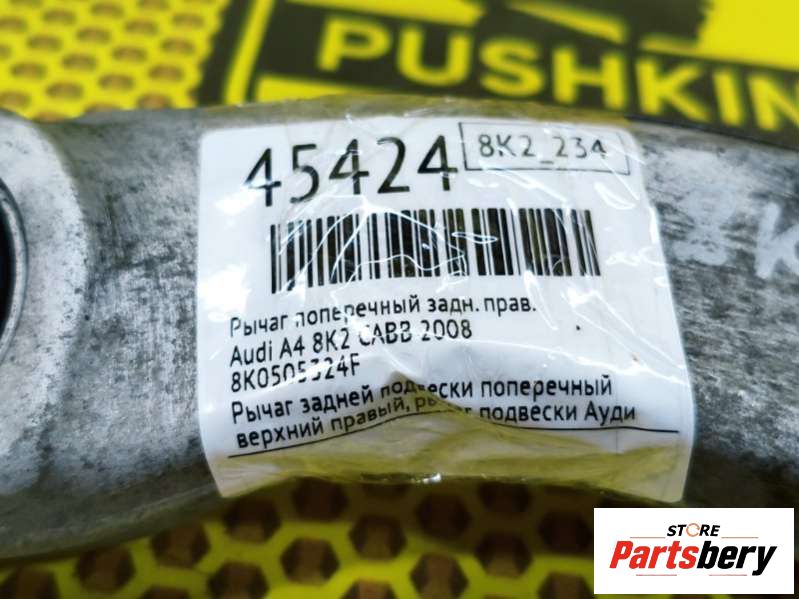 PUSHKIN
45424
8K2_234
Рычаг поперечный задн. прав.
Audi A4 8K2 CABB 2008
8K0505324F
Рычаг задней подвески поперечный
верхний правый, рычаг подвески Ауди
K
STORE
Partsbery